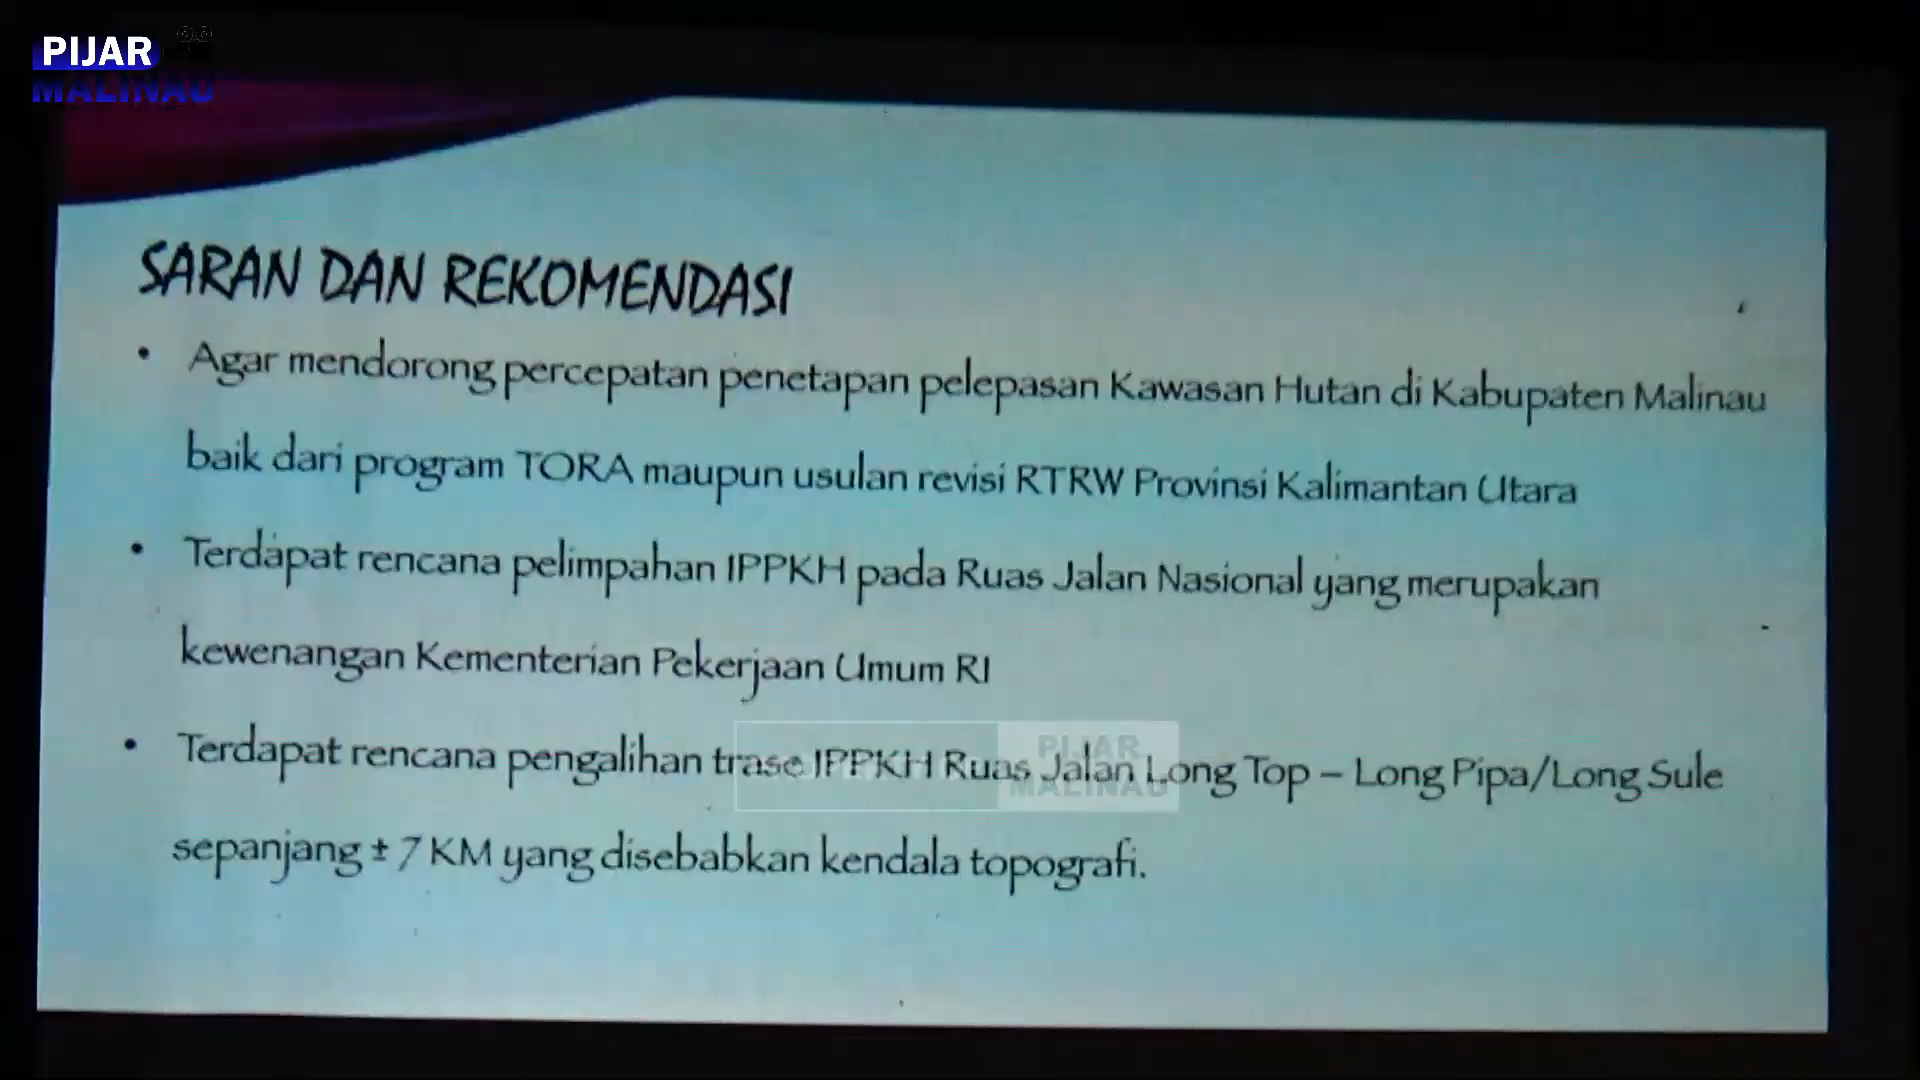 PIJAR
MALINAU
SARAN DAN REKOMENDASI
• Agar mendorong percepatan penetapan pelepasan Kawasan Hutan di Kabupaten Malinau
baik dari program TORA maupun usulan revisi RTRW Provinsi Kalimantan Utara
• Terdapat rencana pelimpahan IPPKH pada Ruas Jalan Nasional yang merupakan
kewenangan Kementerian Pekerjaan Umum RI
• Terdapat rencana pengalihan trase IPPKH Ruas Jalan Long Top – Long Pipa/Long Sule
sepanjang ± 7 KM yang disebabkan kendala topografi.
PIJAR
MALINAU